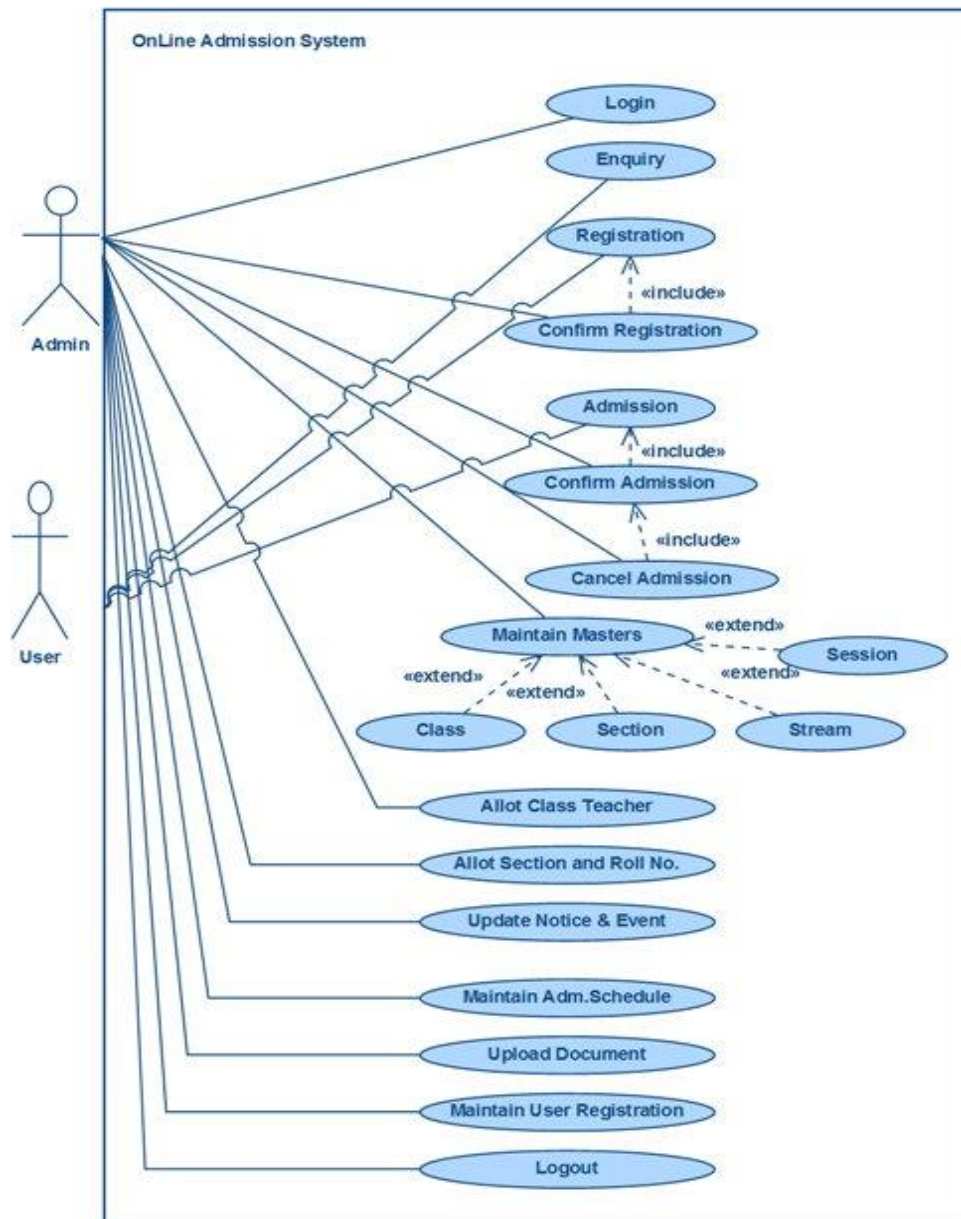 OnLine Admission System
Login
Enquiry
Registration
«include»
Confirm Registration
Admin
Admission
«include»
Confirm Admission
«include»
Cancel Admission
User
Maintain Masters
«extend»
Session
«extend»
«extend»
«extend»
Class
Section
Stream
Allot Class Teacher
Allot Section and Roll No.
Update Notice & Event
Maintain Adm.Schedule
Upload Document
Maintain User Registration
Logout